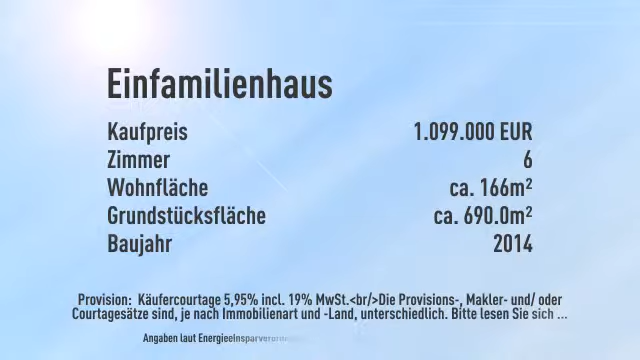 Einfamilienhaus
Kaufpreis 1.099.000 EUR
Zimmer 6
Wohnfläche ca. 166m²
Grundstücksfläche ca. 690.0m²
Baujahr 2014
Provision: Käufercourtage 5,95% incl. 19% MwSt.<br/>Die Provisions-, Makler- und/ oder
Courtagesätze sind, je nach Immobilienart und -Land, unterschiedlich. Bitte lesen Sie sich ...
Angaben laut